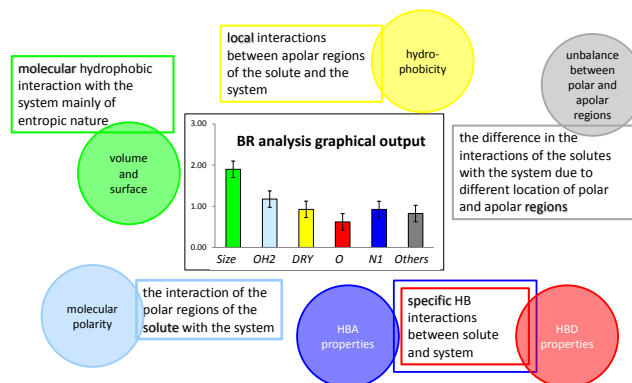 local interactions
between apolar regions
of the solute and the
system
hydro-
phobicity
unbalance
between
polar and
apolar
regions
molecular hydrophobic
interaction with the
system mainly of
entropic nature
volume
and
surface
BR analysis graphical output
2.00
1.00
0.00
Size OH2 DRY O N1 Others
the difference in the
interactions of the solutes
with the system due to
different location of polar
and apolar regions
molecular
polarity
the interaction of the
polar regions of the
solute with the system
HBA
properties
specific HB
interactions
between solute
and system
HBD
properties